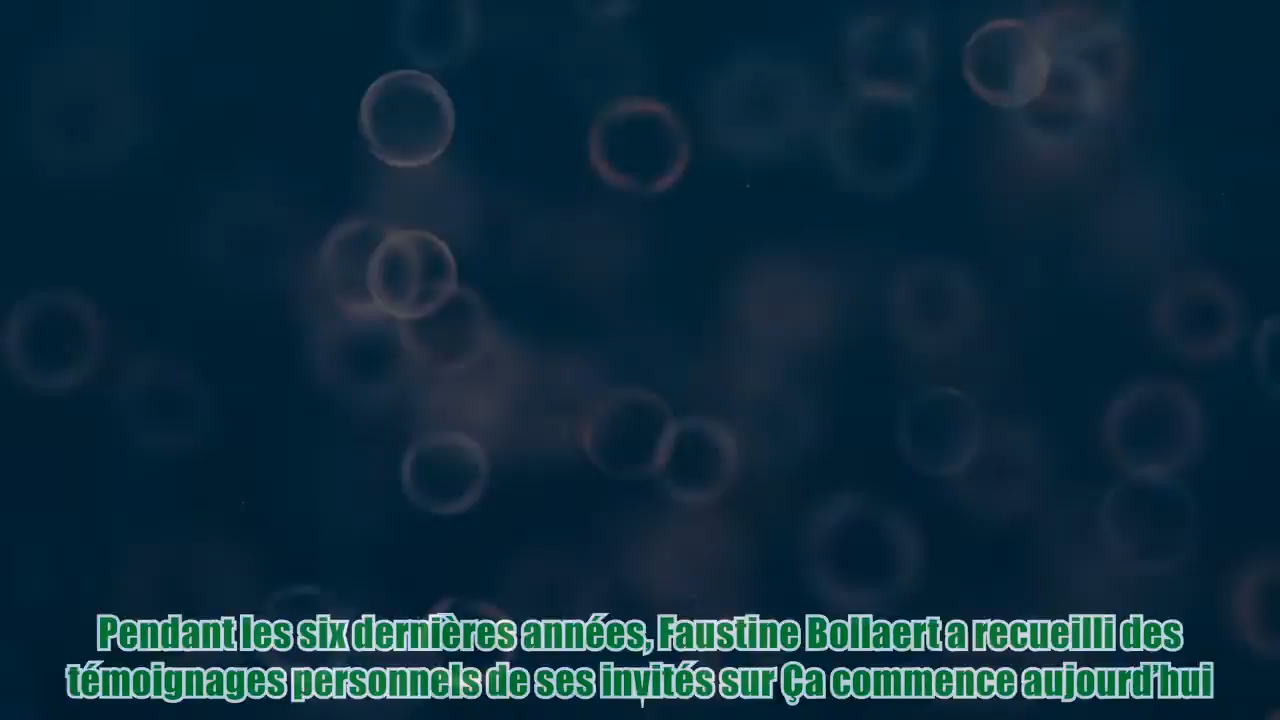 Pendant les six dernières années, Faustine Bollaert a recueilli des
témoignages personnels de ses invités sur Ça commence aujourd'hui